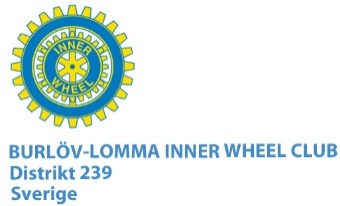 INNER
WHEEL
BURLÖV-LOMMA INNER WHEEL CLUB
Distrikt 239
Sverige